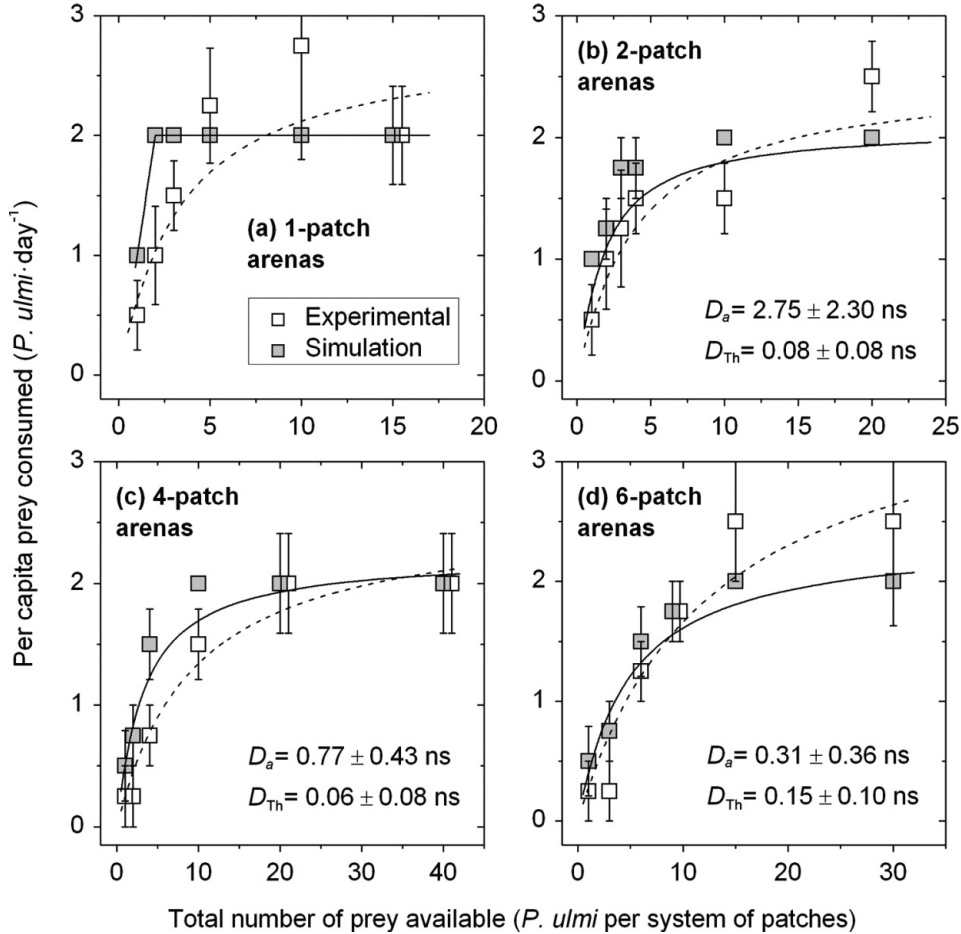 Per capita prey consumed (P. ulmi·day⁻¹)
3
2
1
0
(a) 1-patch
arenas
Experimental
Simulation
0 5 10 15 20
3
2
1
0
(b) 2-patch
arenas
Dₐ= 2.75 ± 2.30 ns
D_Th= 0.08 ± 0.08 ns
0 5 10 15 20 25
3
2
1
0
(c) 4-patch
arenas
Dₐ= 0.77 ± 0.43 ns
D_Th= 0.06 ± 0.08 ns
0 10 20 30 40
3
2
1
0
(d) 6-patch
arenas
Dₐ= 0.31 ± 0.36 ns
D_Th= 0.15 ± 0.10 ns
0 10 20 30
Total number of prey available (P. ulmi per system of patches)